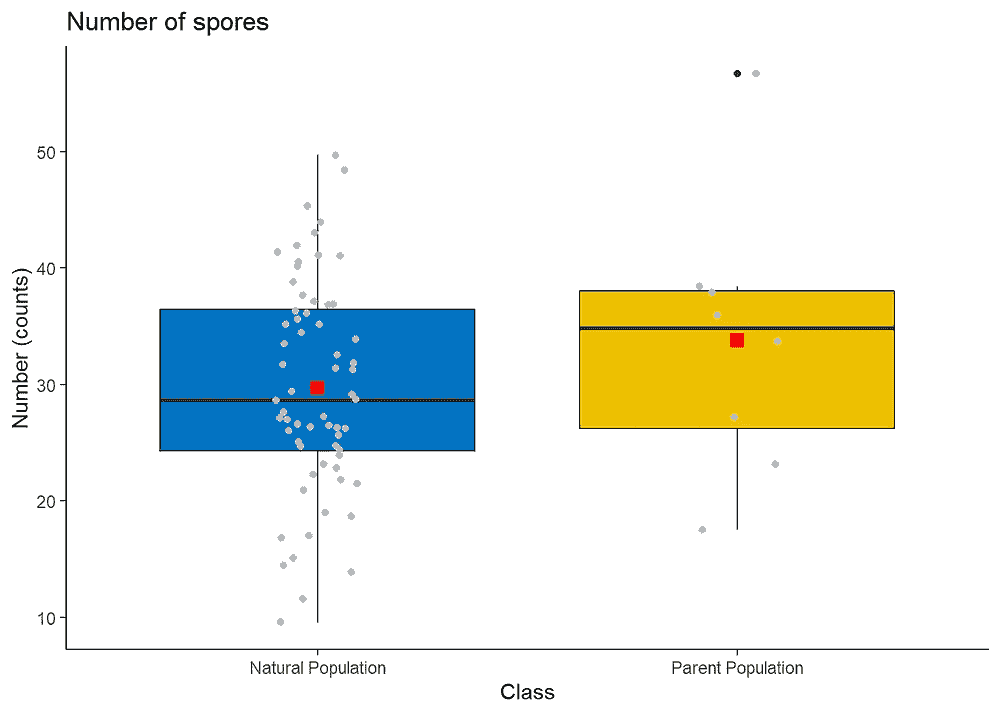 Number of spores
Number (counts)
50
40
30
20
10
Natural Population
Parent Population
Class